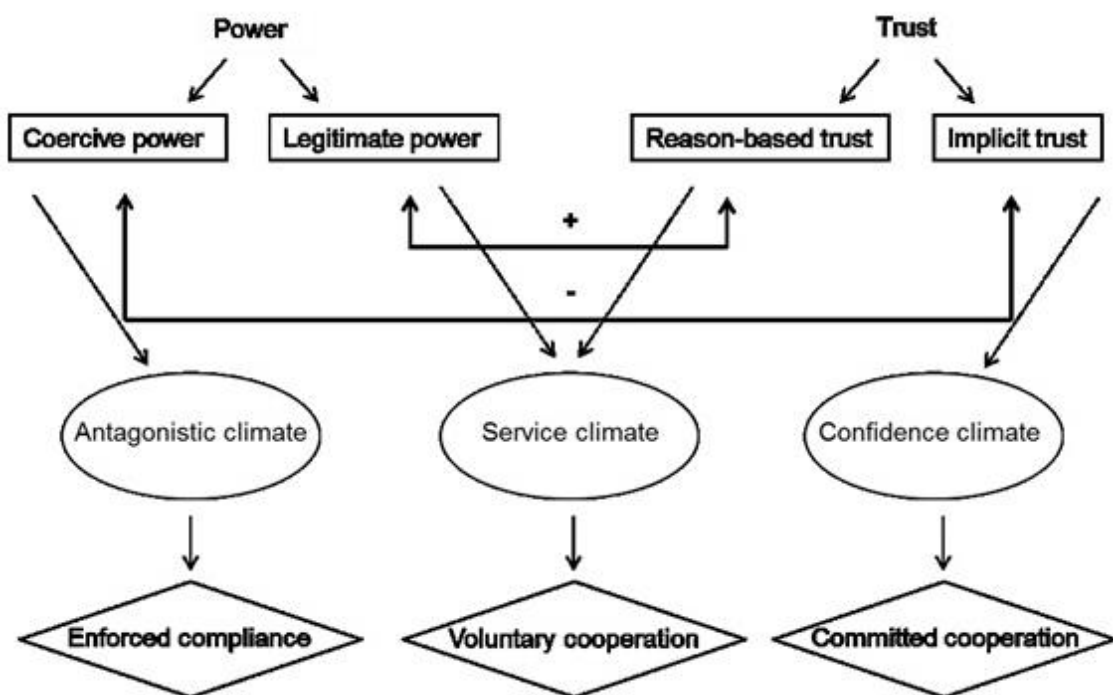 Power
Trust
Coercive power
Legitimate power
Reason-based trust
Implicit trust
+
-
Antagonistic climate
Service climate
Confidence climate
Enforced compliance
Voluntary cooperation
Committed cooperation